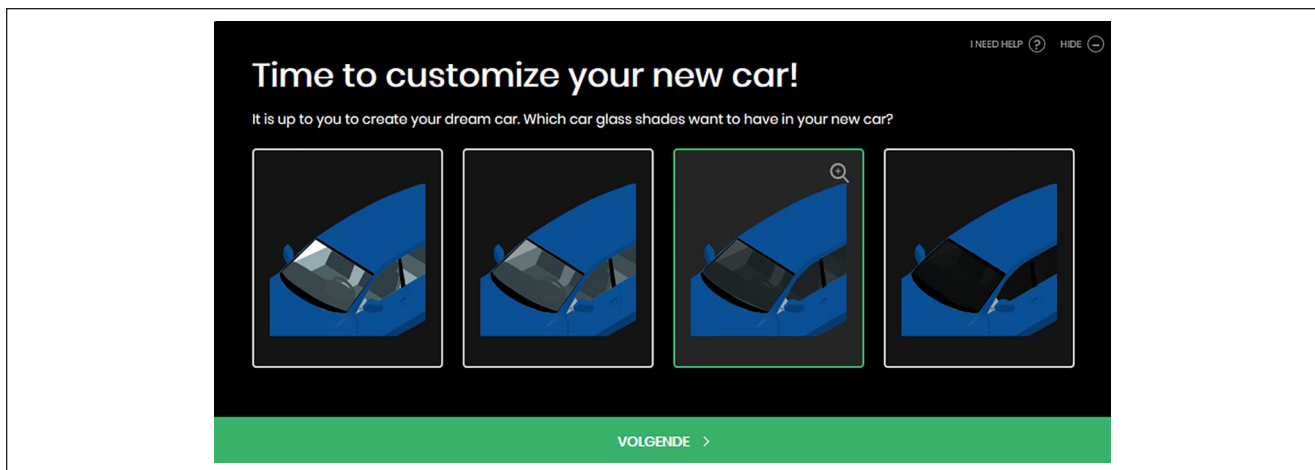 I NEED HELP ? HIDE
Time to customize your new car!
It is up to you to create your dream car. Which car glass shades want to have in your new car?
VOLGENDE >